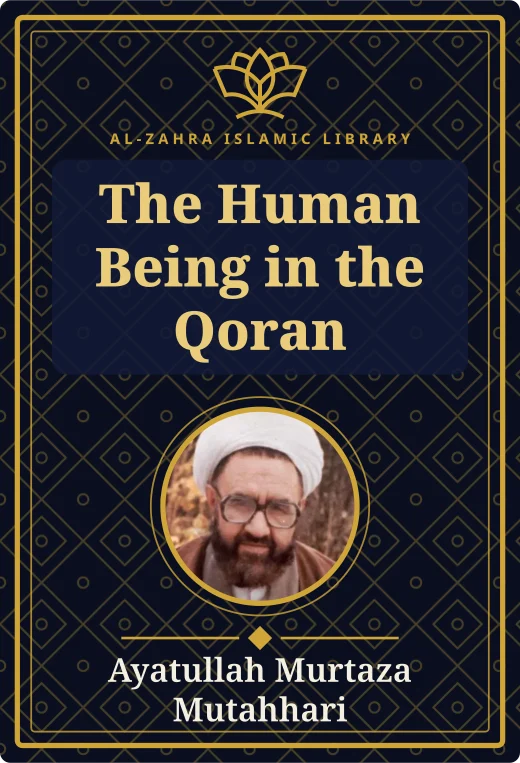 AL-ZAHRA ISLAMIC LIBRARY
The Human
Being in the
Qoran
Ayatullah Murtaza
Mutahhari